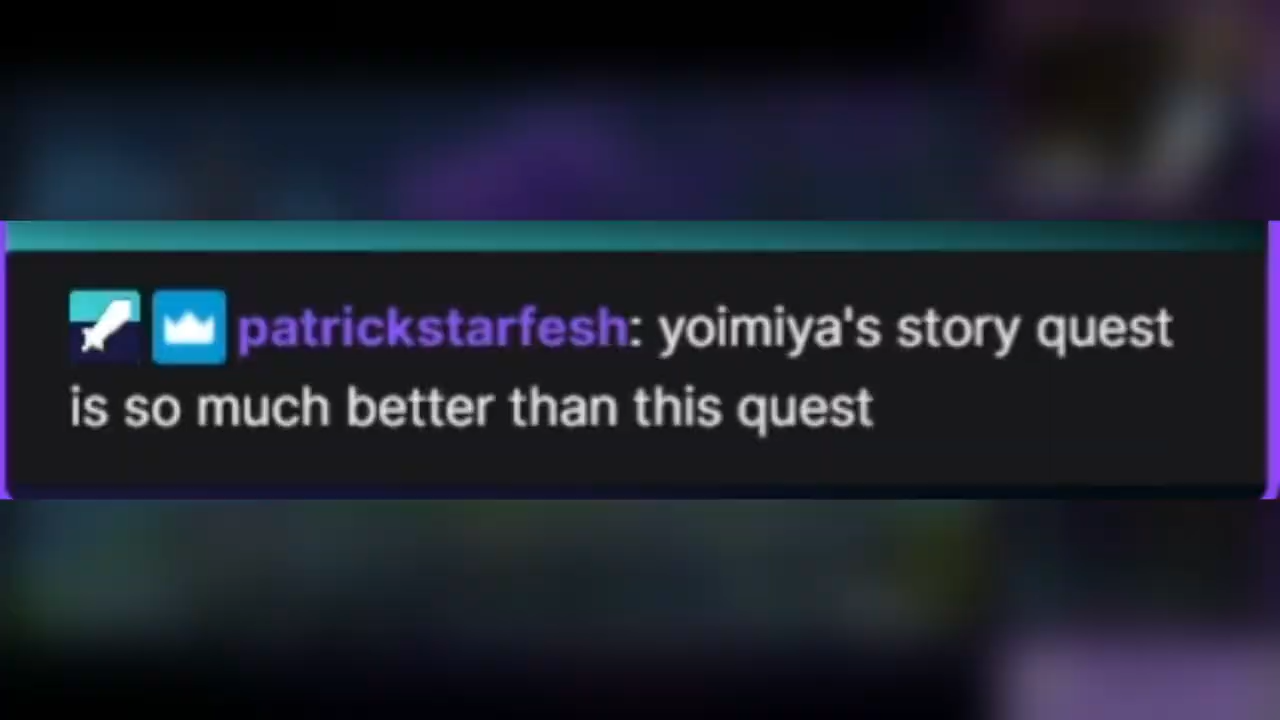 patrickstarfesh: yoimiya's story quest
is so much better than this quest